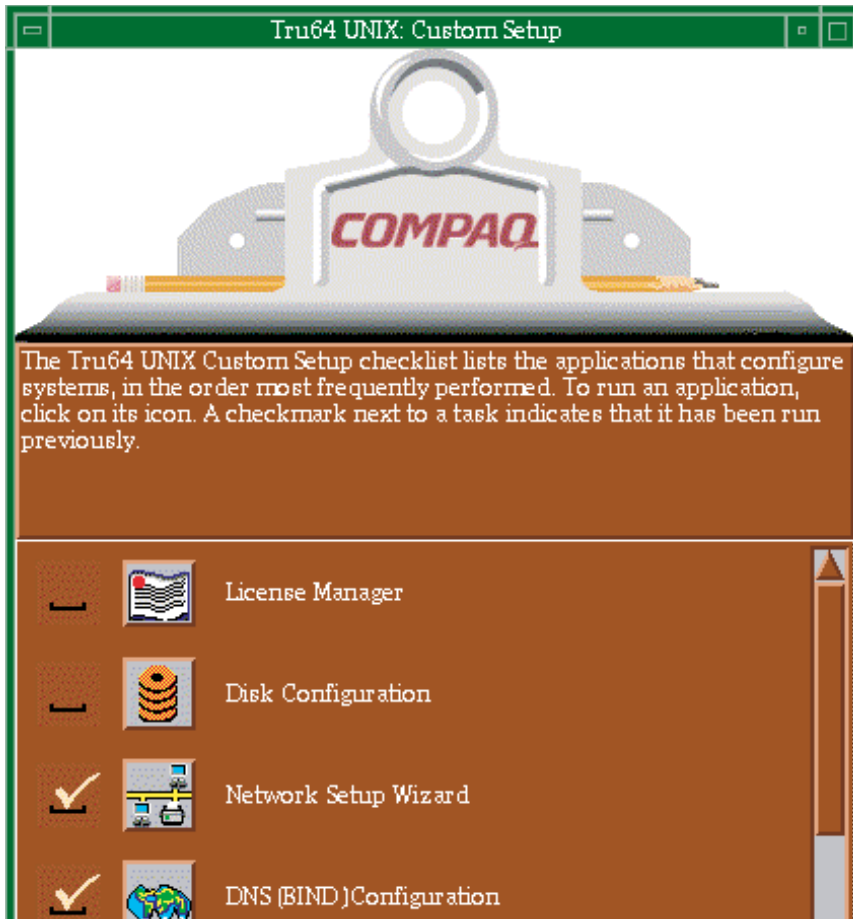 Tru64 UNIX: Custom Setup
COMPAQ
The Tru64 UNIX Custom Setup checklist lists the applications that configure
systems, in the order most frequently performed. To run an application,
click on its icon. A checkmark next to a task indicates that it has been run
previously.
License Manager
Disk Configuration
Network Setup Wizard
DNS (BIND )Configuration